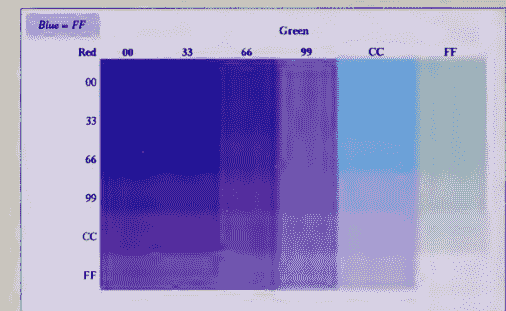 Blue = FF
Green
Red 00 33 66 99 CC FF
00
33
66
99
CC
FF